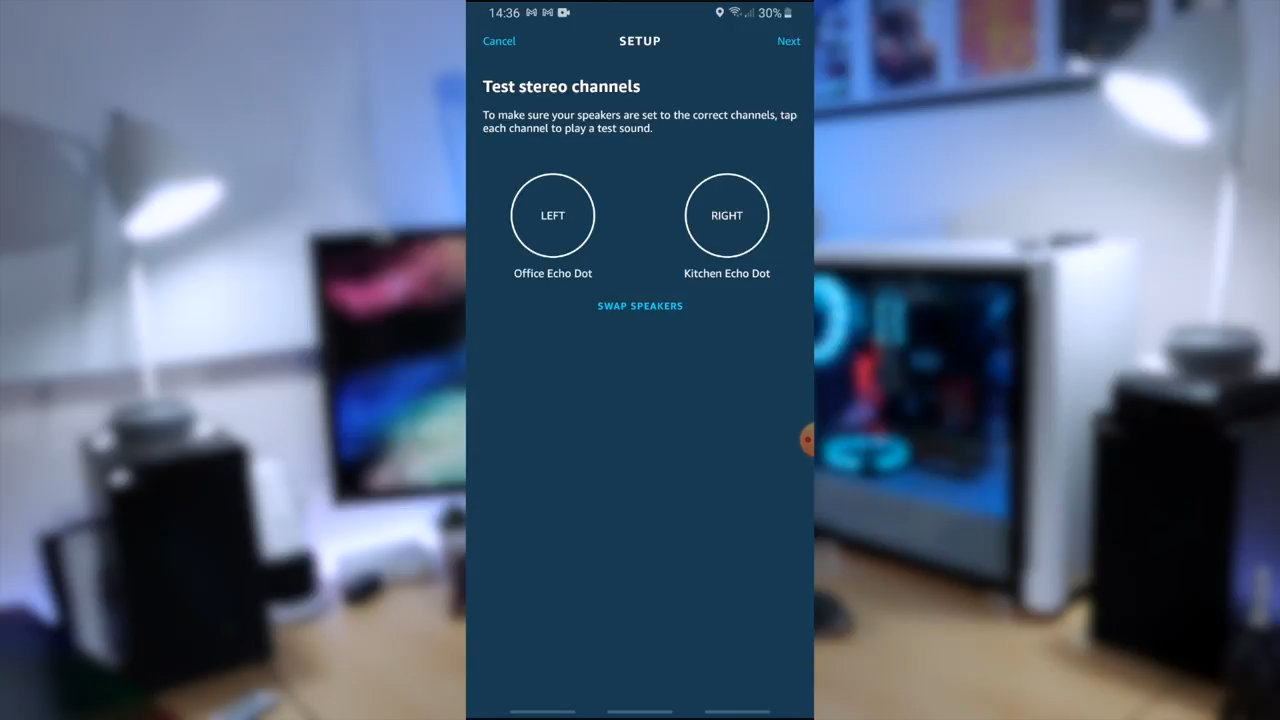 14:36 30%
Cancel SETUP Next
Test stereo channels
To make sure your speakers are set to the correct channels, tap
each channel to play a test sound.
LEFT RIGHT
Office Echo Dot Kitchen Echo Dot
SWAP SPEAKERS